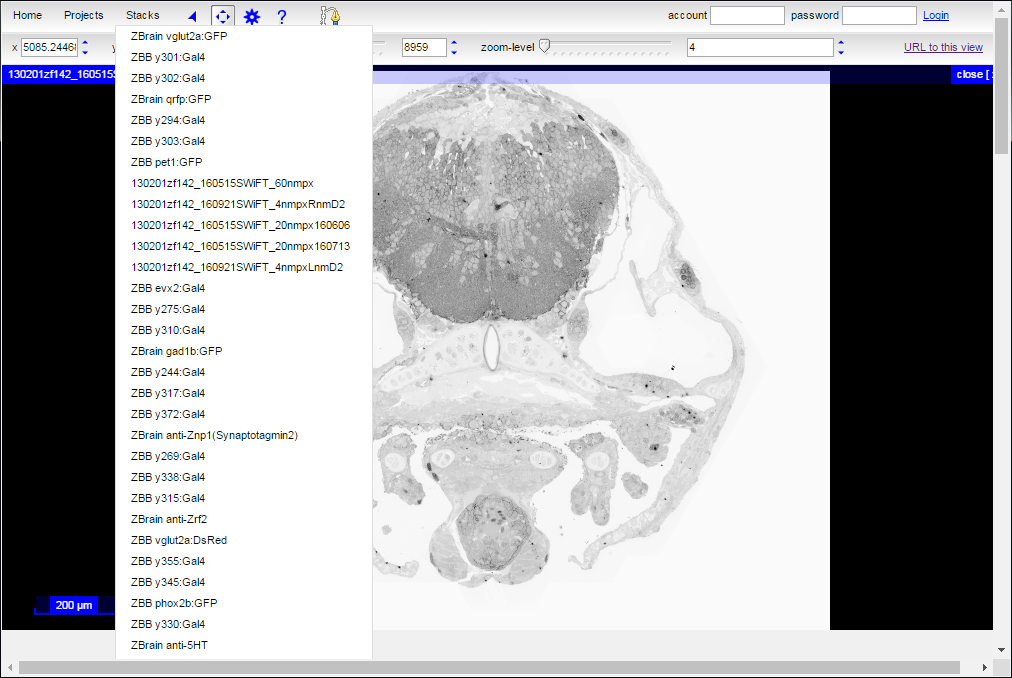 Home Projects Stacks ? account password Login
x 5085.2446 8959 zoom-level 4 URL to this view
130201zf142_160515S close [
ZBrain vglut2a:GFP
ZBB y301:Gal4
ZBB y302:Gal4
ZBrain qrfp:GFP
ZBB y294:Gal4
ZBB y303:Gal4
ZBB pet1:GFP
130201zf142_160515SWiFT_60nmpx
130201zf142_160921SWiFT_4nmpxRnmD2
130201zf142_160515SWiFT_20nmpx160606
130201zf142_160515SWiFT_20nmpx160713
130201zf142_160921SWiFT_4nmpxLnmD2
ZBB evx2:Gal4
ZBB y275:Gal4
ZBB y310:Gal4
ZBrain gad1b:GFP
ZBB y244:Gal4
ZBB y317:Gal4
ZBB y372:Gal4
ZBrain anti-Znp1(Synaptotagmin2)
ZBB y269:Gal4
ZBB y338:Gal4
ZBB y315:Gal4
ZBrain anti-Zrf2
ZBB vglut2a:DsRed
ZBB y355:Gal4
ZBB y345:Gal4
ZBB phox2b:GFP
ZBB y330:Gal4
ZBrain anti-5HT
200 µm